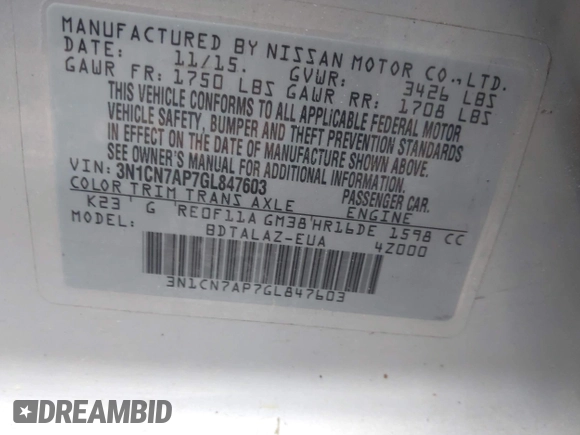 MANUFACTURED BY NISSAN MOTOR CO., LTD.
DATE: 11/15. GVWR: 3426 LBS
GAWR FR: 1750 LBS GAWR RR: 1708 LBS
THIS VEHICLE CONFORMS TO ALL APPLICABLE FEDERAL MOTOR
VEHICLE SAFETY, BUMPER AND THEFT PREVENTION STANDARDS
IN EFFECT ON THE DATE OF MANUFACTURE SHOWN ABOVE.
SEE OWNER'S MANUAL FOR ADDITIONAL INFORMATION.
VIN: 3N1CN7AP7GL847603 PASSENGER CAR.
COLOR TRIM TRANS AXLE ENGINE
K23 ' G 'RE0F11A GM38'HR16DE 1598 CC
MODEL: BDTALAZ-EUA 4Z000
3N1CN7AP7GL847603
DREAMBID